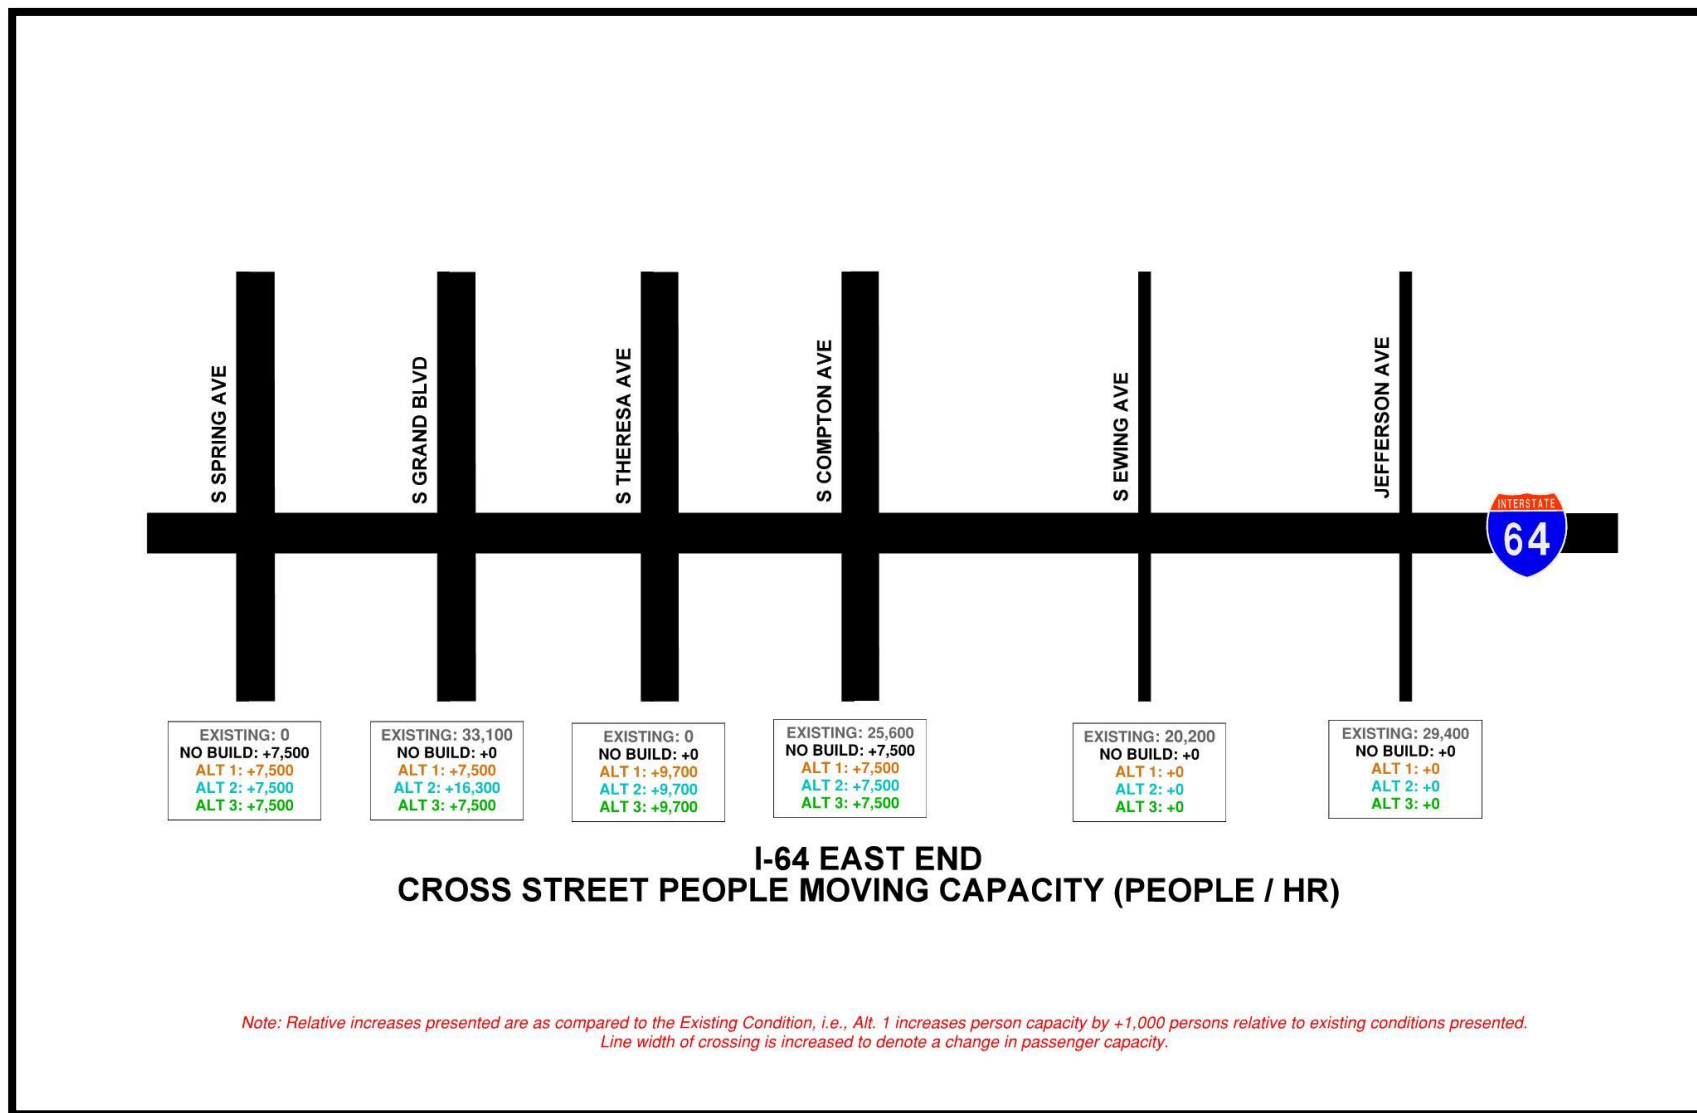 S SPRING AVE
S GRAND BLVD
S THERESA AVE
S COMPTON AVE
S EWING AVE
JEFFERSON AVE
INTERSTATE
64
EXISTING: 0
NO BUILD: +7,500
ALT 1: +7,500
ALT 2: +7,500
ALT 3: +7,500
EXISTING: 33,100
NO BUILD: +0
ALT 1: +7,500
ALT 2: +16,300
ALT 3: +7,500
EXISTING: 0
NO BUILD: +0
ALT 1: +9,700
ALT 2: +9,700
ALT 3: +9,700
EXISTING: 25,600
NO BUILD: +7,500
ALT 1: +7,500
ALT 2: +7,500
ALT 3: +7,500
EXISTING: 20,200
NO BUILD: +0
ALT 1: +0
ALT 2: +0
ALT 3: +0
EXISTING: 29,400
NO BUILD: +0
ALT 1: +0
ALT 2: +0
ALT 3: +0
I-64 EAST END
CROSS STREET PEOPLE MOVING CAPACITY (PEOPLE / HR)
Note: Relative increases presented are as compared to the Existing Condition, i.e., Alt. 1 increases person capacity by +1,000 persons relative to existing conditions presented.
Line width of crossing is increased to denote a change in passenger capacity.